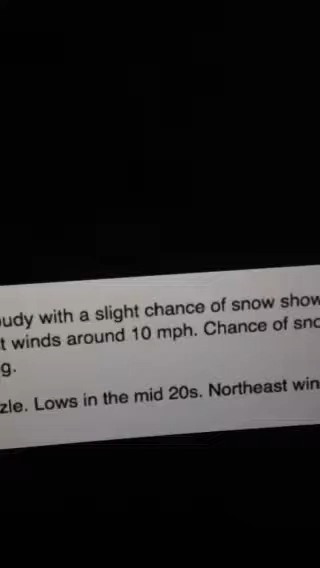 oudy with a slight chance of snow show
t winds around 10 mph. Chance of sno
g.
zle. Lows in the mid 20s. Northeast win